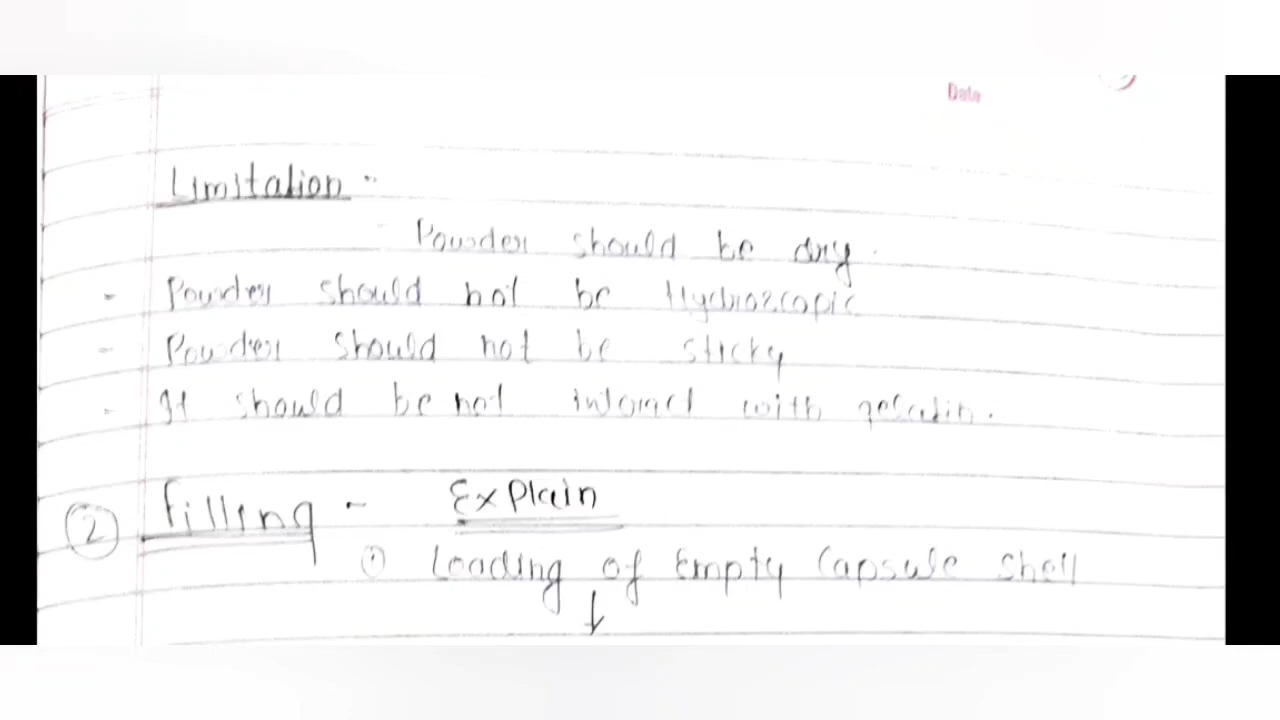 Date
Limitation -
Powder should be dry.
- Powder should not be Hydroscopic
- Powder should not be sticky
- It should be not interact with gelatin.
② Filling - Explain
① Loading of Empty Capsule shell
↓